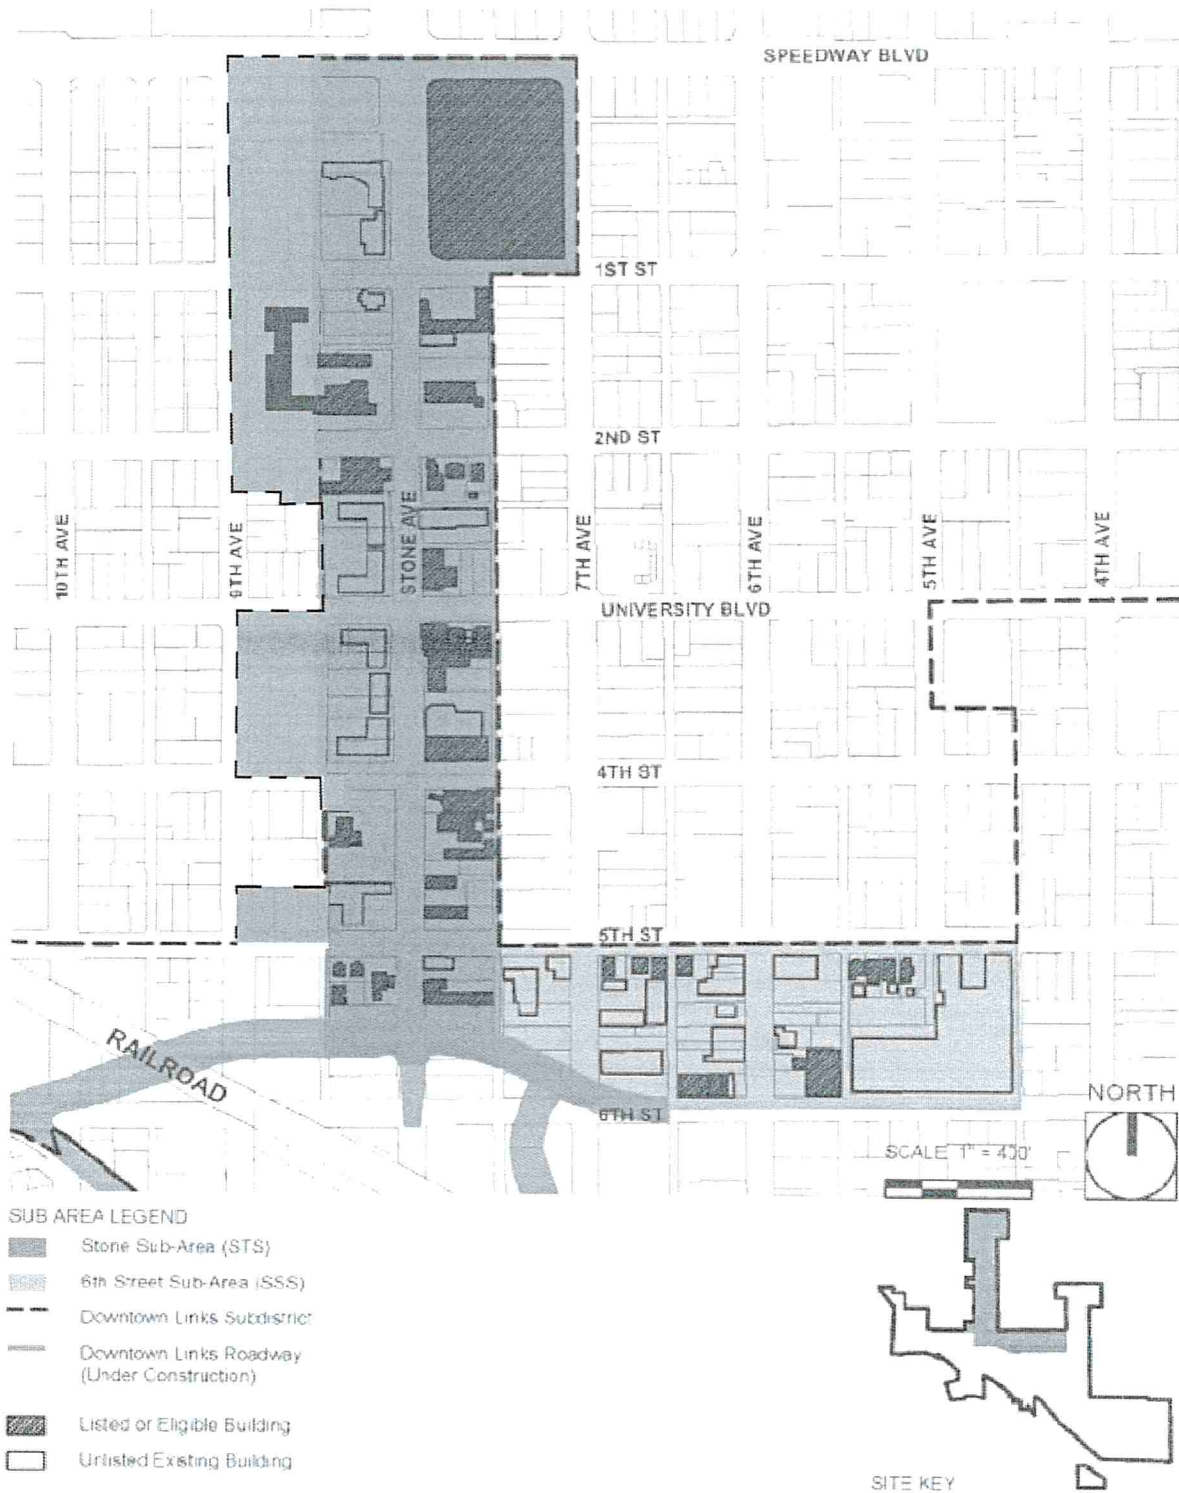 SPEEDWAY BLVD
1ST ST
2ND ST
10TH AVE
9TH AVE
STONE AVE
7TH AVE
6TH AVE
5TH AVE
4TH AVE
UNIVERSITY BLVD
4TH ST
5TH ST
RAILROAD
6TH ST
NORTH
SCALE 1" = 400'
SUB AREA LEGEND
Stone Sub-Area (STS)
6th Street Sub-Area (SSS)
Downtown Links Subdistrict
Downtown Links Roadway
(Under Construction)
Listed or Eligible Building
Unlisted Existing Building
SITE KEY